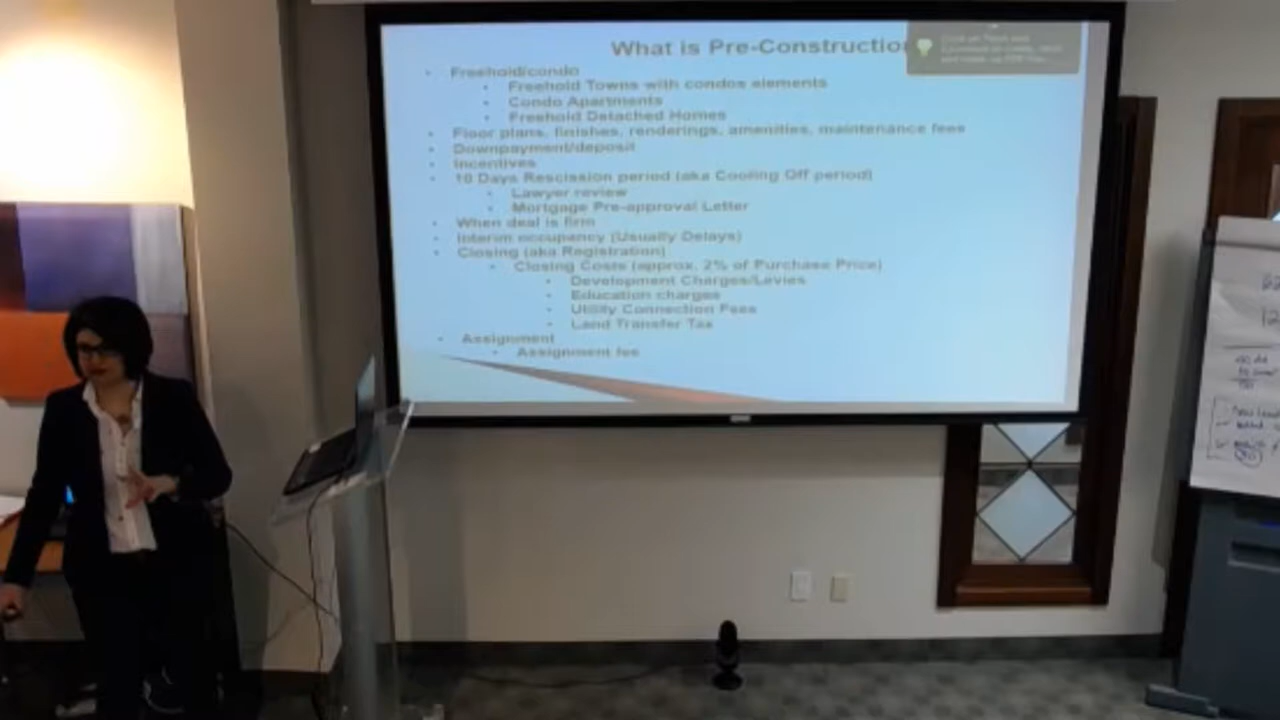 What is Pre-Construction
Freehold/condo
Freehold Towns with condos elements
Condo Apartments
Freehold Detached Homes
Floor plans, finishes, renderings, amenities, maintenance fees
Downpayment/deposit
Incentives
10 Days Rescission period (aka Cooling Off period)
Lawyer review
Mortgage Pre-approval Letter
When deal is firm
Interim occupancy (Usually Delays)
Closing (aka Registration)
Closing Costs (approx. 2% of Purchase Price)
Development Charges/Levies
Education charges
Utility Connection Fees
Land Transfer Tax
Assignment
Assignment fee